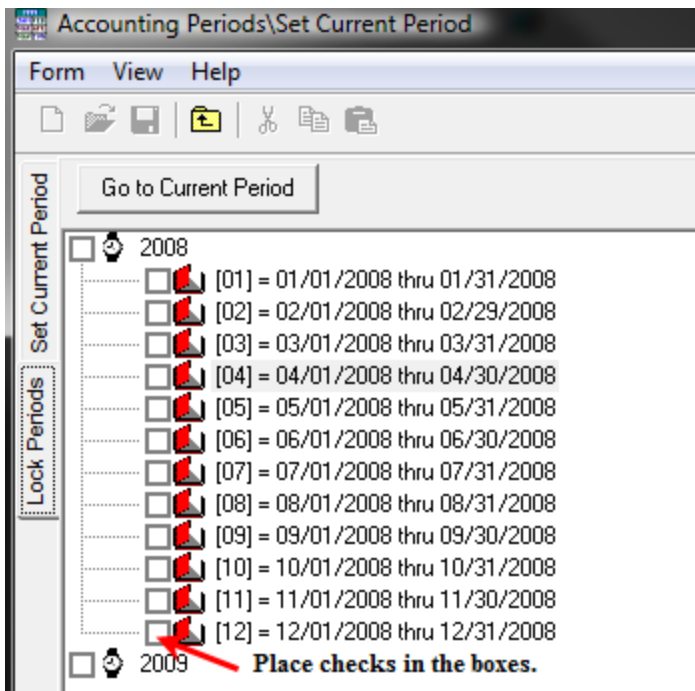 Accounting Periods\Set Current Period
Form View Help
Go to Current Period
Set Current Period
Lock Periods
2008
[01] = 01/01/2008 thru 01/31/2008
[02] = 02/01/2008 thru 02/29/2008
[03] = 03/01/2008 thru 03/31/2008
[04] = 04/01/2008 thru 04/30/2008
[05] = 05/01/2008 thru 05/31/2008
[06] = 06/01/2008 thru 06/30/2008
[07] = 07/01/2008 thru 07/31/2008
[08] = 08/01/2008 thru 08/31/2008
[09] = 09/01/2008 thru 09/30/2008
[10] = 10/01/2008 thru 10/31/2008
[11] = 11/01/2008 thru 11/30/2008
[12] = 12/01/2008 thru 12/31/2008
2009 Place checks in the boxes.